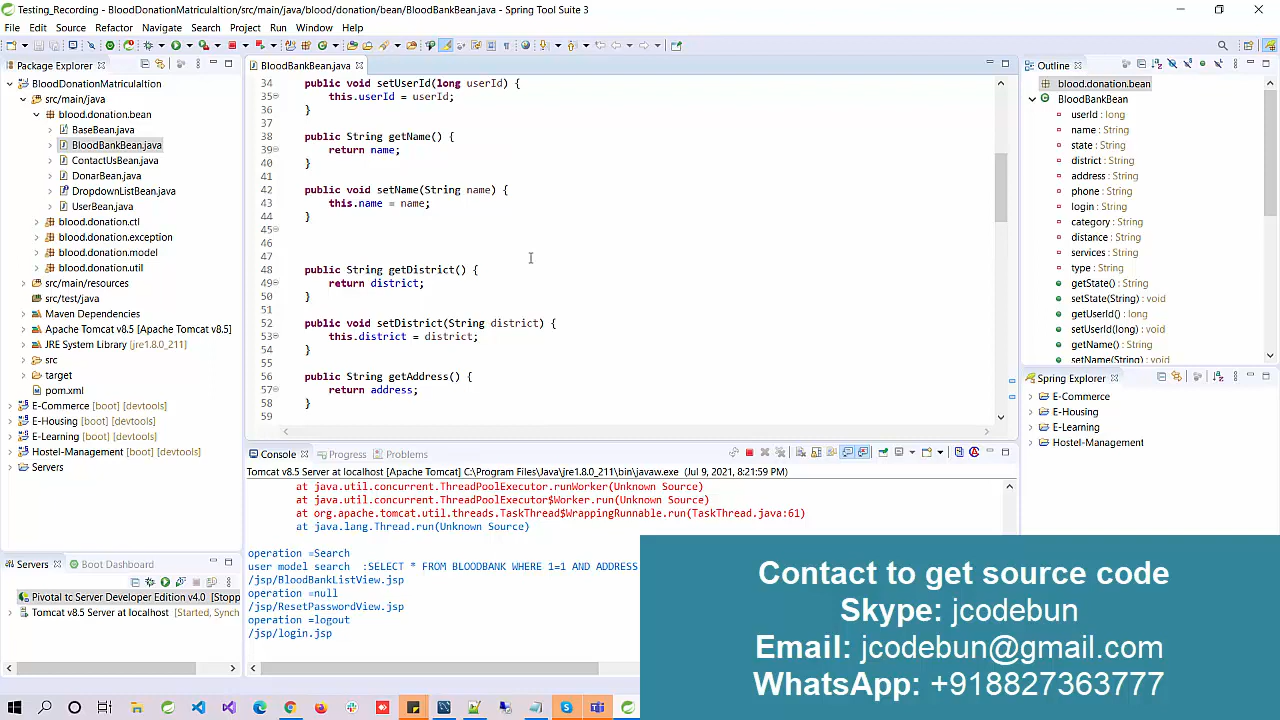 Testing_Recording - BloodDonationMatriculaItion/src/main/java/blood/donation/bean/BloodBankBean.java - Spring Tool Suite 3
File Edit Source Refactor Navigate Search Project Run Window Help
Package Explorer
BloodDonationMatriculaItion
src/main/java
blood.donation.bean
BaseBean.java
BloodBankBean.java
ContactUsBean.java
DonarBean.java
DropdownListBean.java
UserBean.java
blood.donation.ctl
blood.donation.exception
blood.donation.model
blood.donation.util
src/main/resources
src/test/java
Maven Dependencies
Apache Tomcat v8.5 [Apache Tomcat v8.5]
JRE System Library [jre1.8.0_211]
src
target
pom.xml
E-Commerce [boot] [devtools]
E-Housing [boot] [devtools]
E-Learning [boot] [devtools]
Hostel-Management [boot] [devtools]
Servers
BloodBankBean.java
34 public void setUserId(long userId) {
35 this.userId = userId;
36 }
37
38 public String getName() {
39 return name;
40 }
41
42 public void setName(String name) {
43 this.name = name;
44 }
45
46
47
48 public String getDistrict() {
49 return district;
50 }
51
52 public void setDistrict(String district) {
53 this.district = district;
54 }
55
56 public String getAddress() {
57 return address;
58 }
59
Outline
blood.donation.bean
BloodBankBean
userId : long
name : String
state : String
district : String
address : String
phone : String
login : String
category : String
distance : String
services : String
type : String
getState() : String
setState(String) : void
getUserId() : long
setUserId(long) : void
getName() : String
setName(String) : void
Spring Explorer
E-Commerce
E-Housing
E-Learning
Hostel-Management
Servers Boot Dashboard
Pivotal tc Server Developer Edition v4.0 [Stopp
Tomcat v8.5 Server at localhost [Started, Synch
Console Progress Problems
Tomcat v8.5 Server at localhost [Apache Tomcat] C:\Program Files\Java\jre1.8.0_211\bin\javaw.exe (Jul 9, 2021, 8:21:59 PM)
at java.util.concurrent.ThreadPoolExecutor.runWorker(Unknown Source)
at java.util.concurrent.ThreadPoolExecutor$Worker.run(Unknown Source)
at org.apache.tomcat.util.threads.TaskThread$WrappingRunnable.run(TaskThread.java:61)
at java.lang.Thread.run(Unknown Source)
operation =Search
user model search :SELECT * FROM BLOODBANK WHERE 1=1 AND ADDRESS
/jsp/BloodBankListView.jsp
operation =null
/jsp/ResetPasswordView.jsp
operation =logout
/jsp/login.jsp
Contact to get source code
Skype: jcodebun
Email: jcodebun@gmail.com
WhatsApp: +918827363777